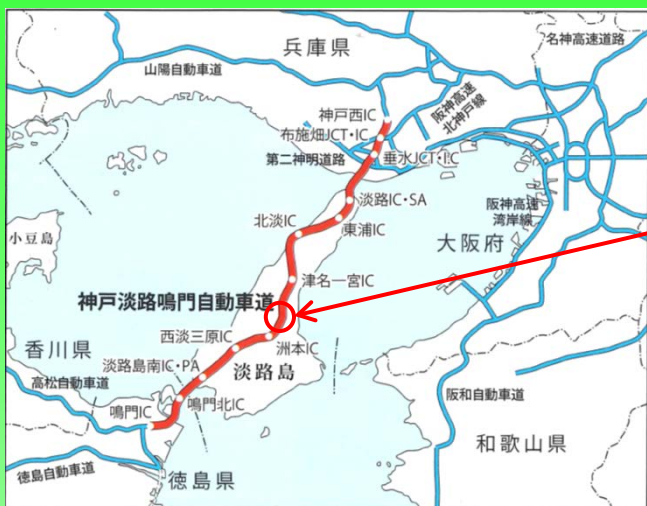 兵庫県
名神高速道路
山陽自動車道
阪神高速
北神戸線
神戸西IC
布施畑JCT・IC
第二神明道路
垂水JCT・IC
淡路IC・SA
阪神高速
湾岸線
東浦IC
北淡IC
小豆島
大阪府
津名一宮IC
神戸淡路鳴門自動車道
西淡三原IC
洲本IC
香川県
淡路島南IC・PA
淡路島
高松自動車道
阪和自動車道
鳴門IC
鳴門北IC
和歌山県
徳島自動車道
徳島県